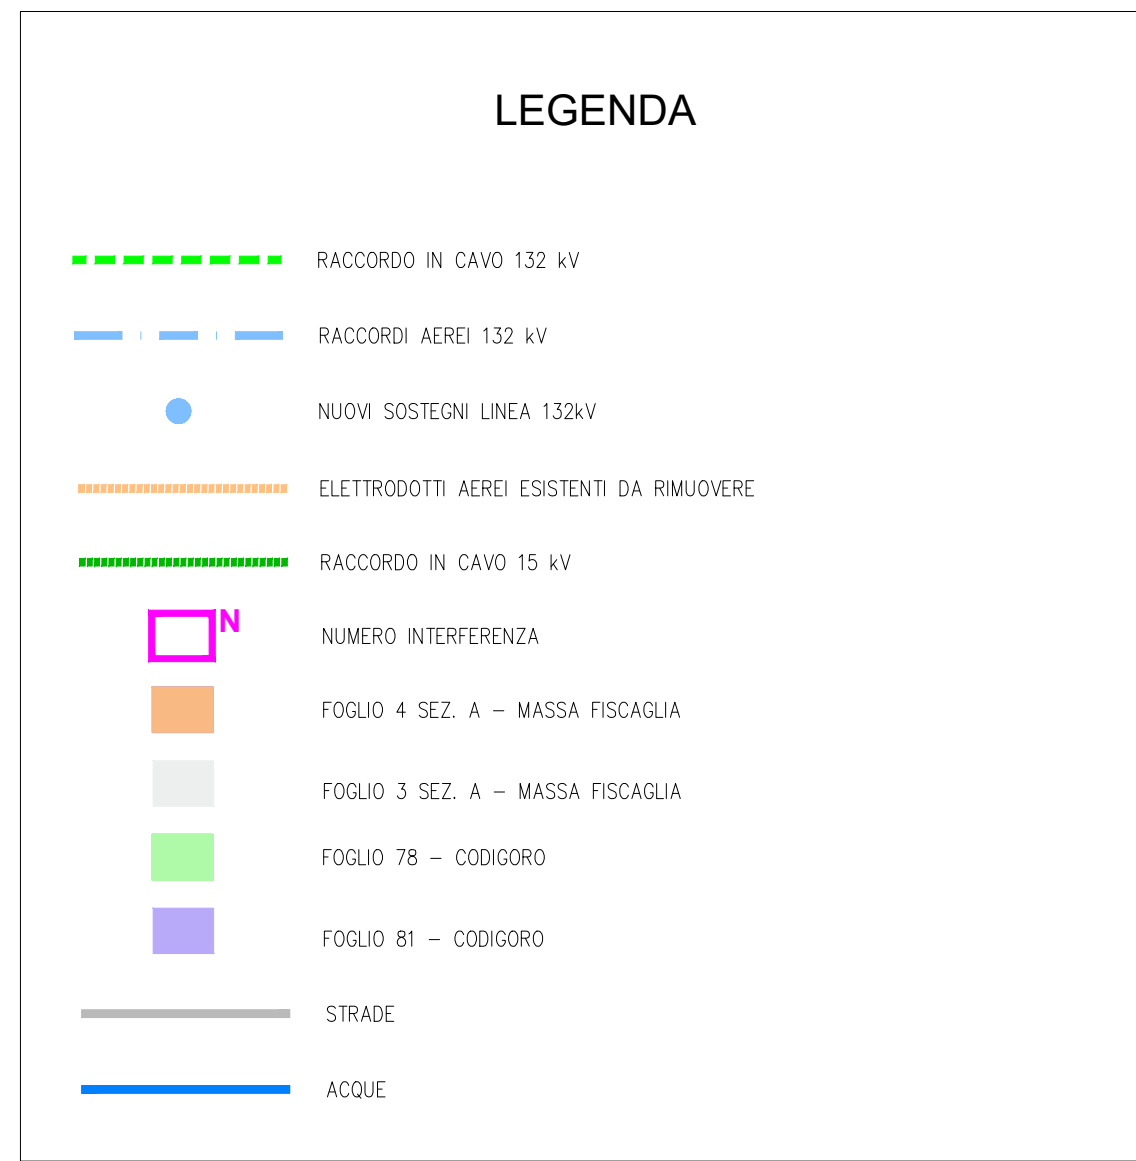 LEGENDA
RACCORDO IN CAVO 132 kV
RACCORDI AEREI 132 kV
NUOVI SOSTEGNI LINEA 132kV
ELETTRODOTTI AEREI ESISTENTI DA RIMUOVERE
RACCORDO IN CAVO 15 kV
N
NUMERO INTERFERENZA
FOGLIO 4 SEZ. A – MASSA FISCAGLIA
FOGLIO 3 SEZ. A – MASSA FISCAGLIA
FOGLIO 78 – CODIGORO
FOGLIO 81 – CODIGORO
STRADE
ACQUE